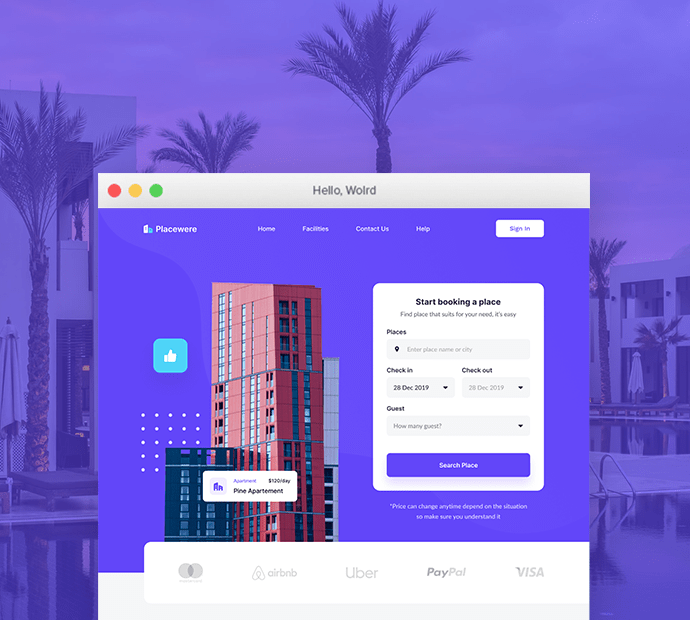 Hello, Wolrd
Placewere
Home
Facilities
Contact Us
Help
Sign In
Start booking a place
Find place that suits for your need, it's easy
Places
Enter place name or city
Check in
Check out
28 Dec 2019
28 Dec 2019
Guest
How many guest?
Search Place
*Price can change anytime depend on the situation
so make sure you understand it
Apartment
$120/day
Pine Apartement
airbnb
Uber
PayPal
VISA